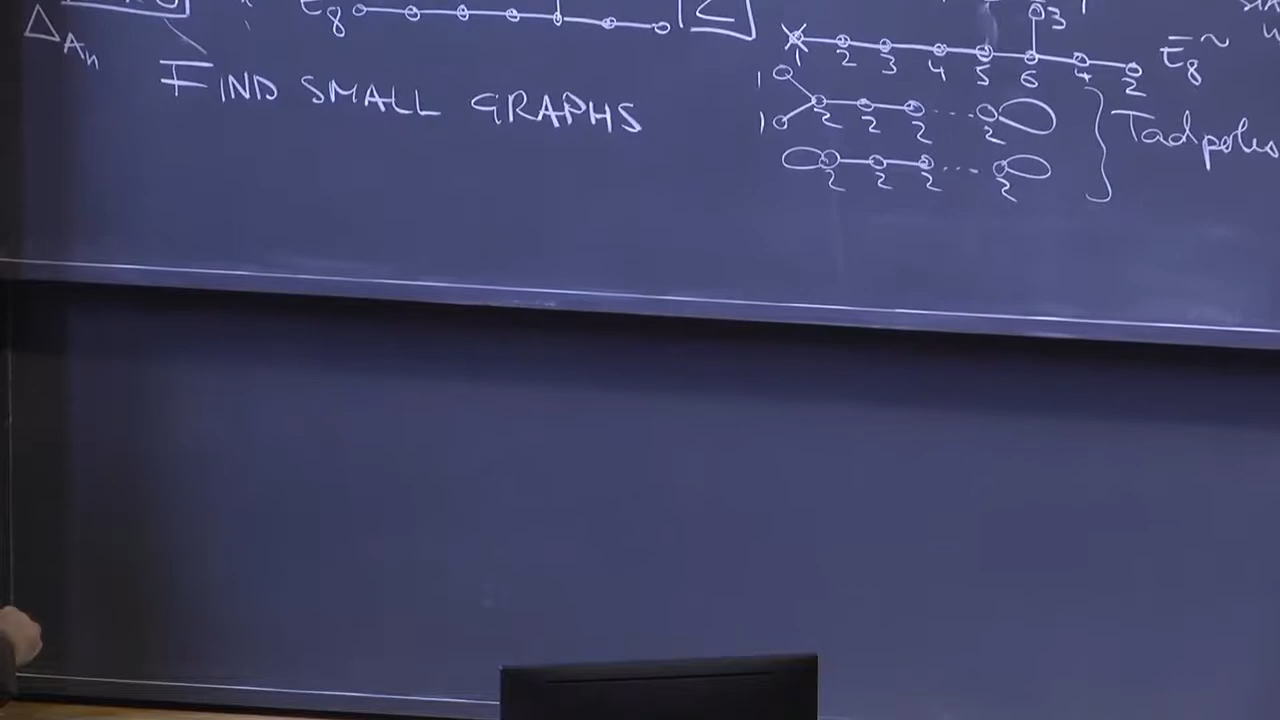 Δ_{A_n}
E_8
FIND SMALL GRAPHS
3
1 2 3 4 5 6 4 2 E_8^~
1
1 2 2 2 ... 2
Tadpoles
2 2 2 ... 2